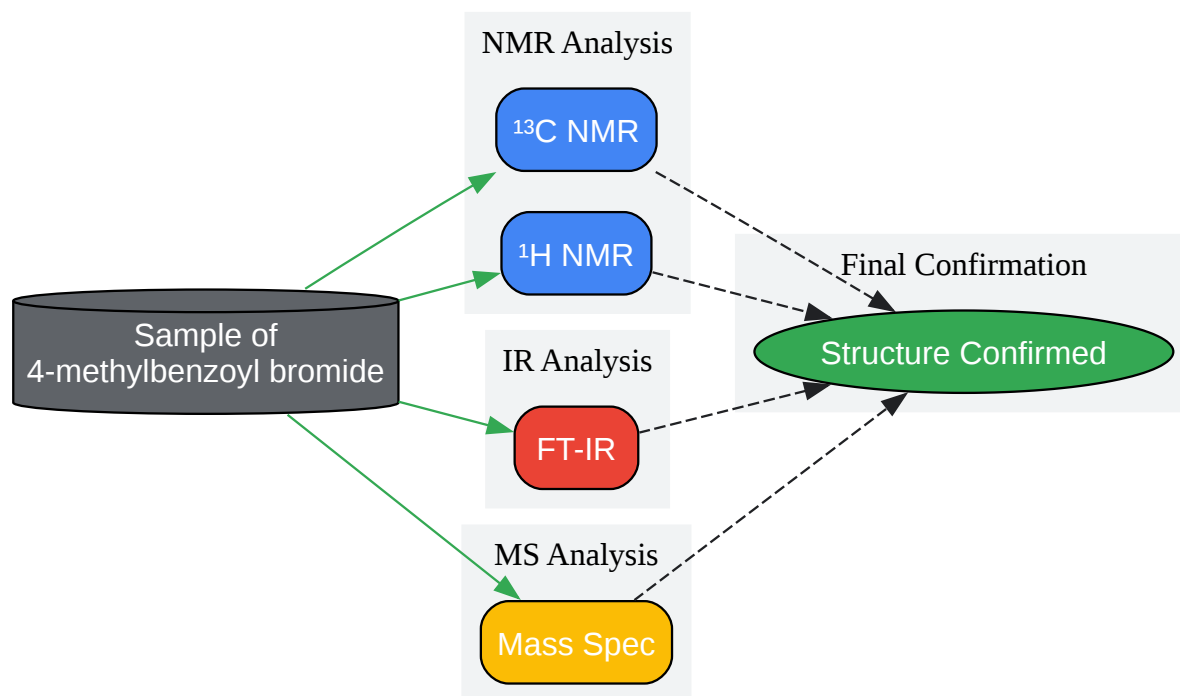 NMR Analysis
¹³C NMR
¹H NMR
Sample of
4-methylbenzoyl bromide
IR Analysis
FT-IR
MS Analysis
Mass Spec
Final Confirmation
Structure Confirmed